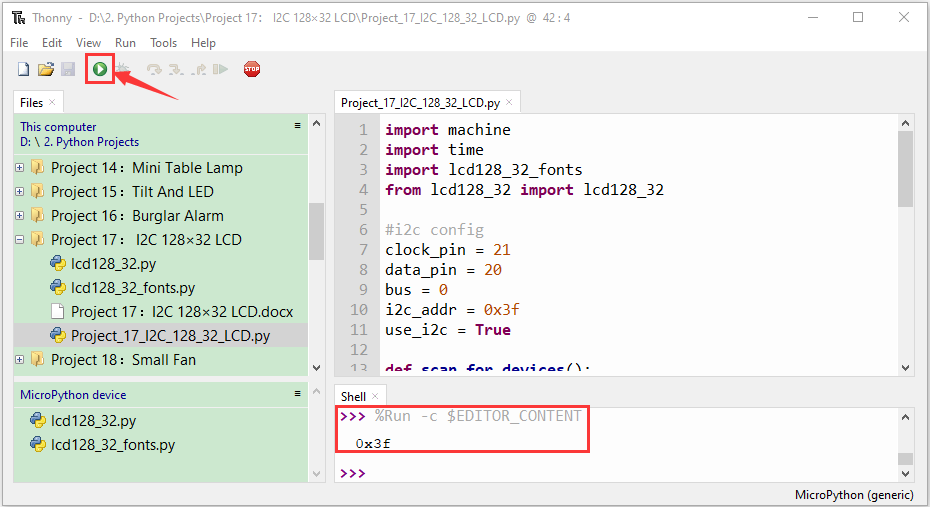 Thonny - D:\2. Python Projects\Project 17： I2C 128×32 LCD\Project_17_I2C_128_32_LCD.py @ 42 : 4
File Edit View Run Tools Help
STOP
Files
This computer
D: \ 2. Python Projects
Project 14：Mini Table Lamp
Project 15：Tilt And LED
Project 16：Burglar Alarm
Project 17： I2C 128×32 LCD
lcd128_32.py
lcd128_32_fonts.py
Project 17：I2C 128×32 LCD.docx
Project_17_I2C_128_32_LCD.py
Project 18：Small Fan
MicroPython device
lcd128_32.py
lcd128_32_fonts.py
Project_17_I2C_128_32_LCD.py
1 import machine
2 import time
3 import lcd128_32_fonts
4 from lcd128_32 import lcd128_32
5
6 #i2c config
7 clock_pin = 21
8 data_pin = 20
9 bus = 0
10 i2c_addr = 0x3f
11 use_i2c = True
12
13 def scan_for_devices():
Shell
>>> %Run -c $EDITOR_CONTENT
0x3f
>>>
MicroPython (generic)